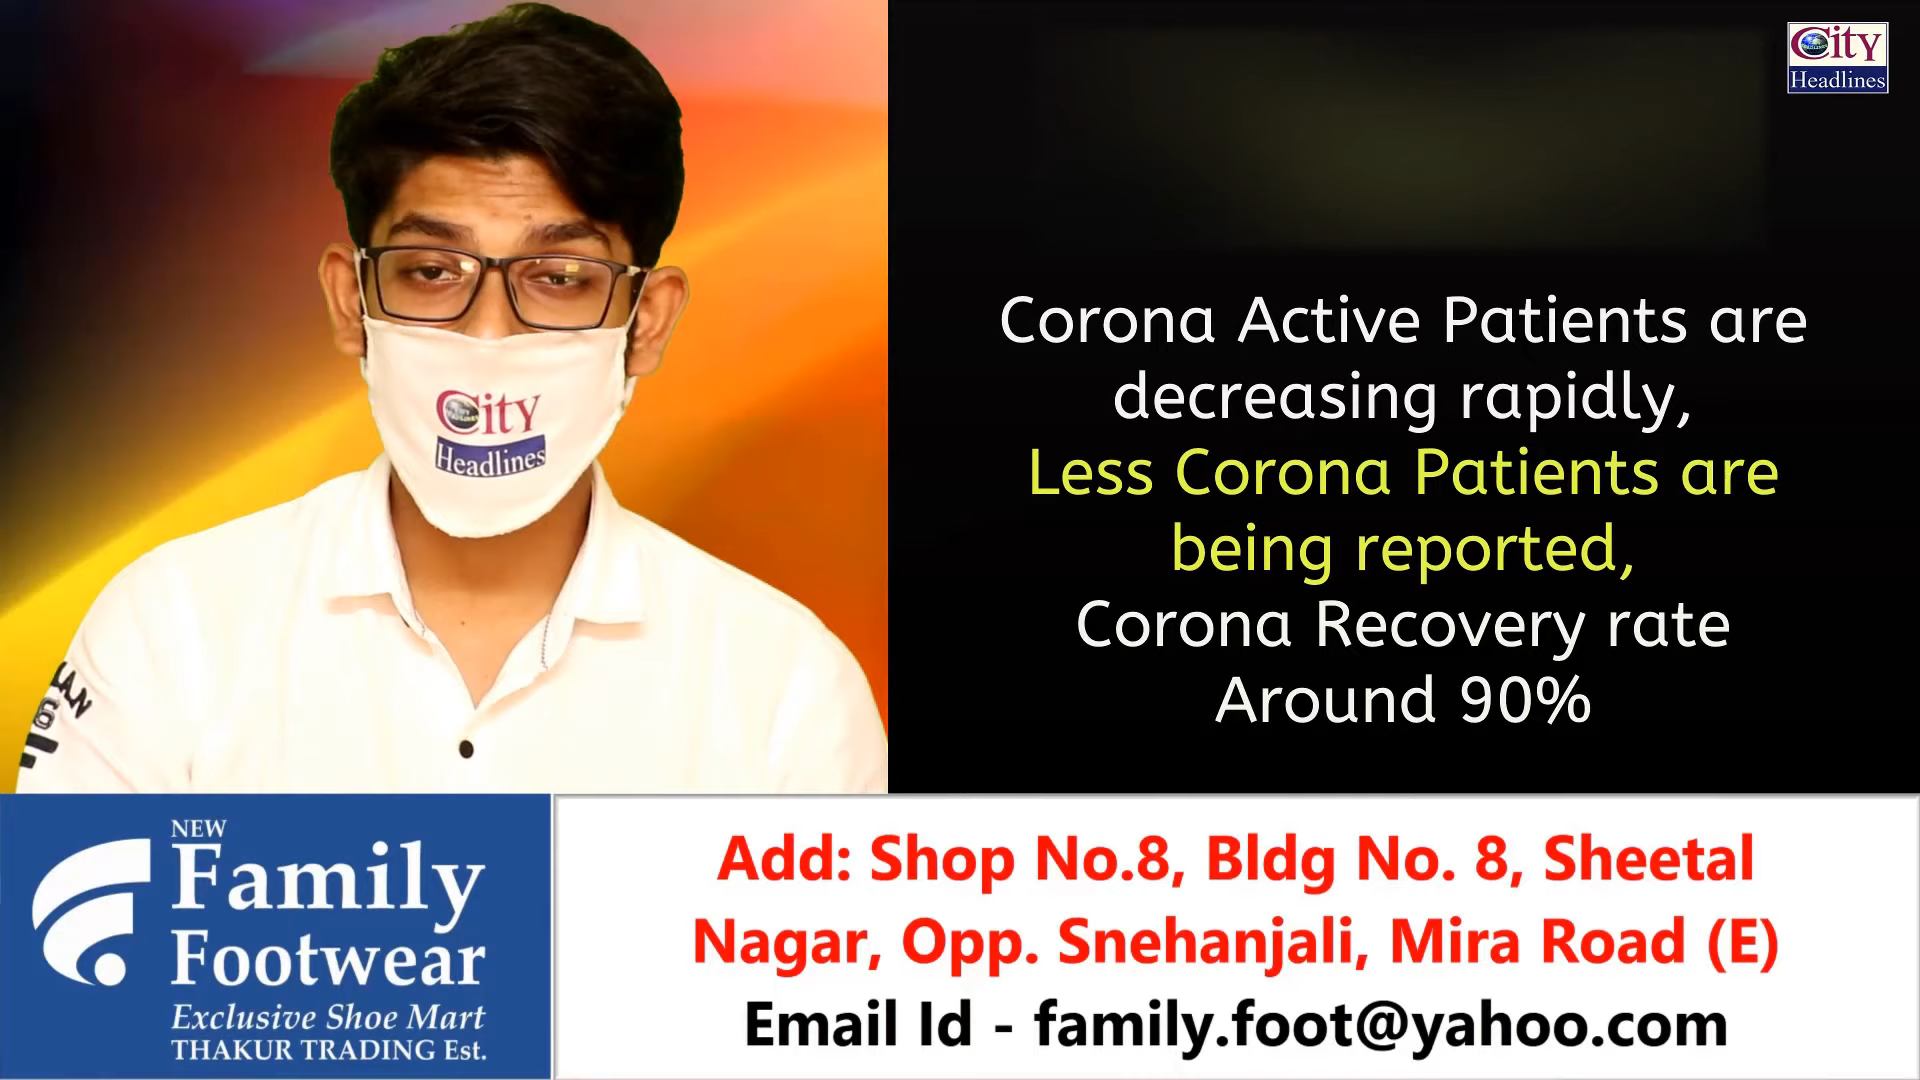 City
Headlines
Corona Active Patients are
decreasing rapidly,
Less Corona Patients are
being reported,
Corona Recovery rate
Around 90%
City
Headlines
NEW
Family
Footwear
Exclusive Shoe Mart
THAKUR TRADING Est.
Add: Shop No.8, Bldg No. 8, Sheetal
Nagar, Opp. Snehanjali, Mira Road (E)
Email Id - family.foot@yahoo.com